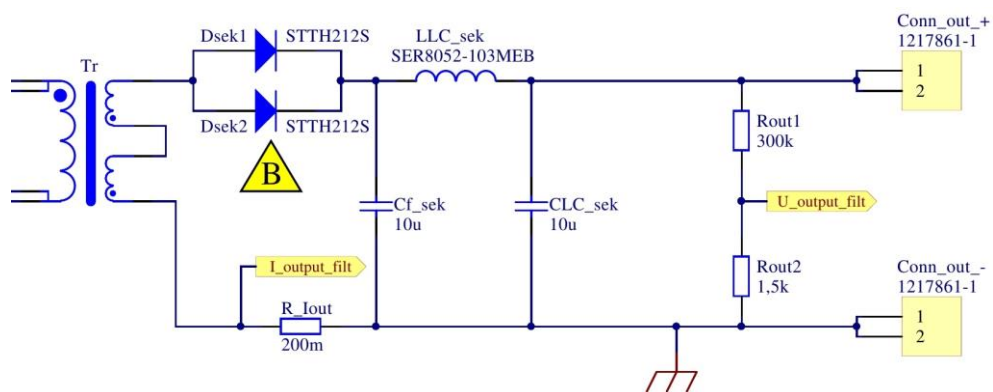 Conn_out_+
1217861-1
1
2
Dsek1 STTH212S
LLC_sek
SER8052-103MEB
Tr
Dsek2 STTH212S
B
Rout1
300k
Cf_sek
10u
CLC_sek
10u
U_output_filt
I_output_filt
Rout2
1,5k
Conn_out_-
1217861-1
1
2
R_Iout
200m